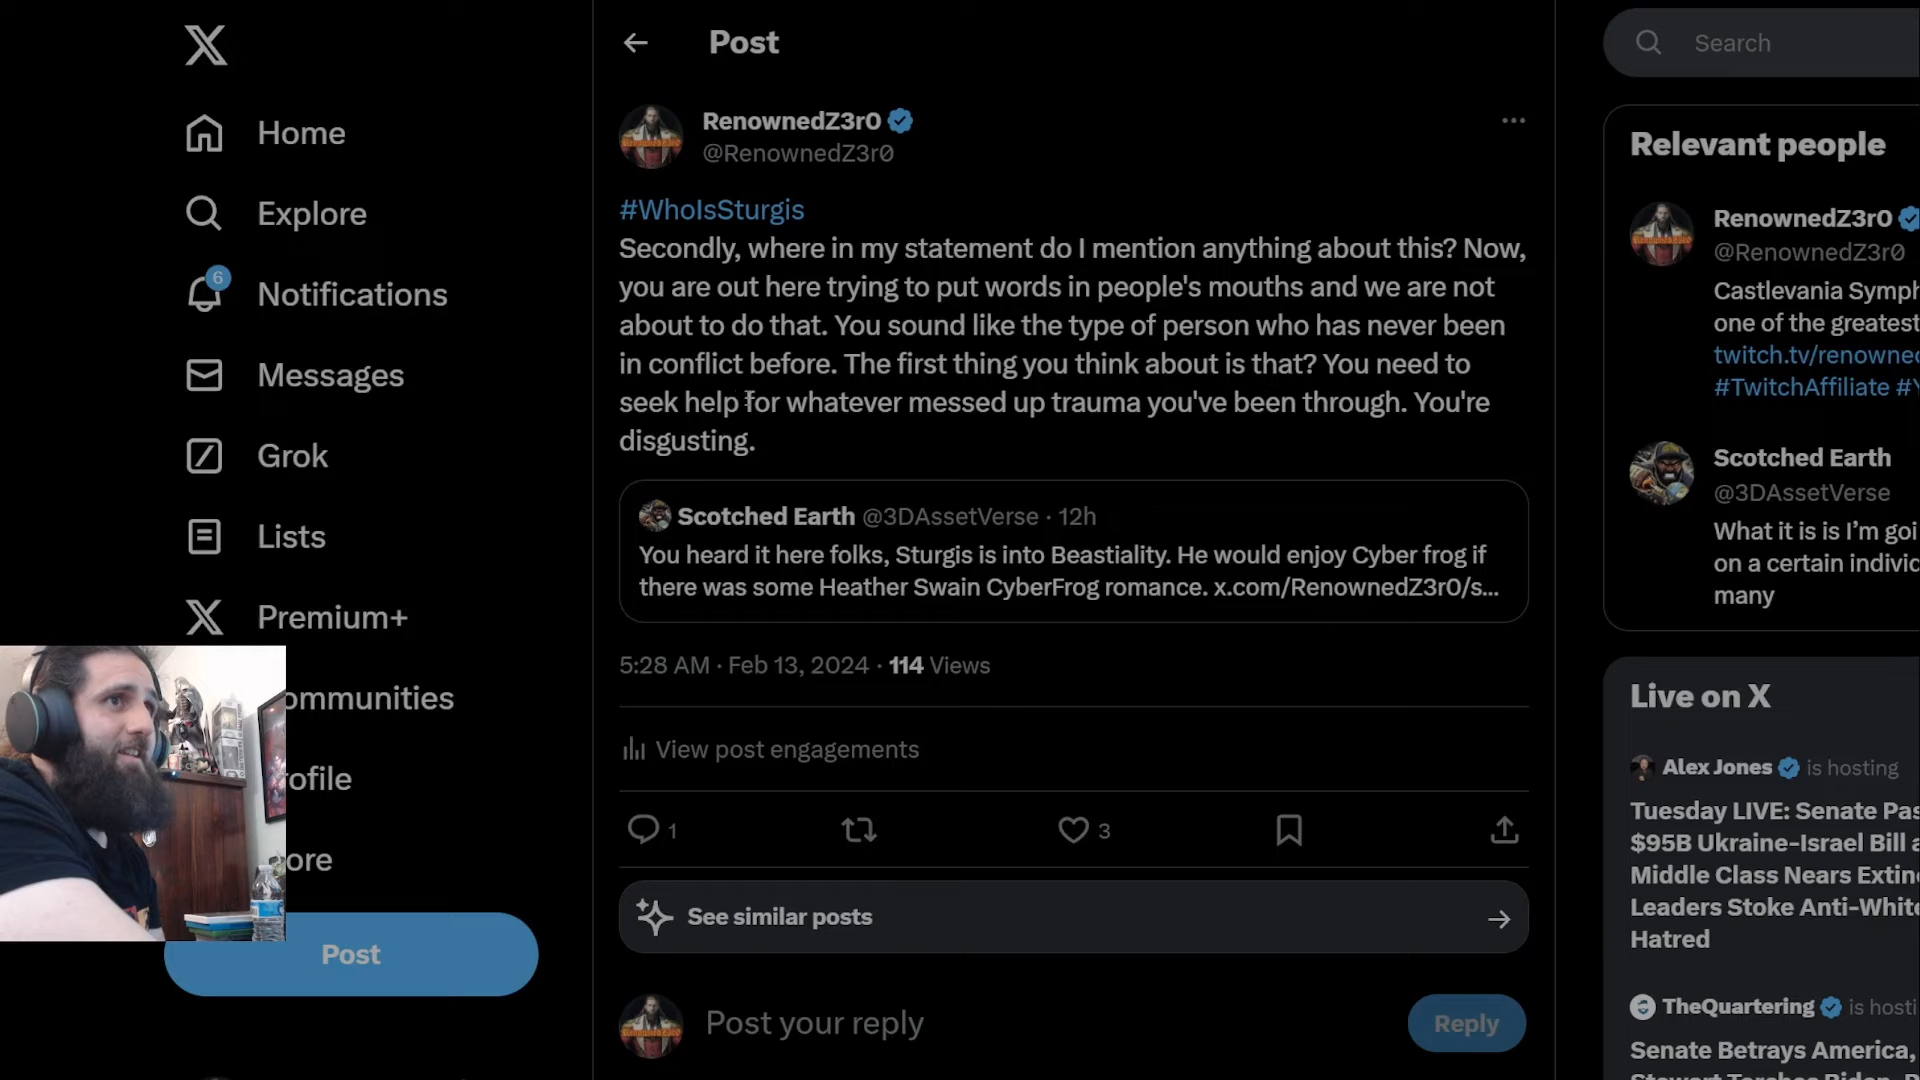 Home
Explore
6
Notifications
Messages
Grok
Lists
Premium+
ommunities
rofile
ore
Post
Post
RenownedZ3r0
@RenownedZ3r0
#WhoIsSturgis
Secondly, where in my statement do I mention anything about this? Now,
you are out here trying to put words in people's mouths and we are not
about to do that. You sound like the type of person who has never been
in conflict before. The first thing you think about is that? You need to
seek help for whatever messed up trauma you've been through. You're
disgusting.
Scotched Earth @3DAssetVerse · 12h
You heard it here folks, Sturgis is into Beastiality. He would enjoy Cyber frog if
there was some Heather Swain CyberFrog romance. x.com/RenownedZ3r0/s...
5:28 AM · Feb 13, 2024 · 114 Views
View post engagements
1
3
See similar posts
Post your reply
Reply
Search
Relevant people
RenownedZ3r0
@RenownedZ3r0
Castlevania Symph
one of the greatest
twitch.tv/renowned
#TwitchAffiliate #Y
Scotched Earth
@3DAssetVerse
What it is is I’m goi
on a certain individ
many
Live on X
Alex Jones is hosting
Tuesday LIVE: Senate Pas
$95B Ukraine-Israel Bill a
Middle Class Nears Extin
Leaders Stoke Anti-White
Hatred
TheQuartering is hosti
Senate Betrays America,